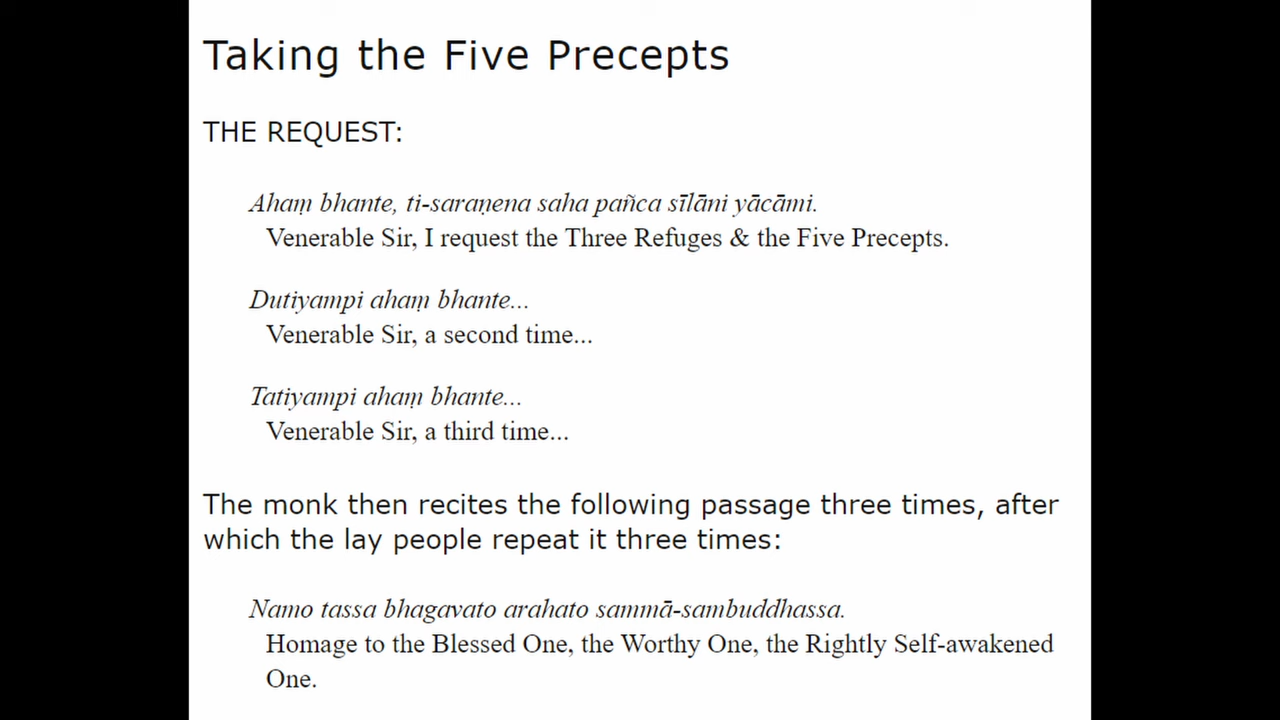 Taking the Five Precepts
THE REQUEST:
Ahaṃ bhante, ti-saraṇena saha pañca sīlāni yācāmi.
Venerable Sir, I request the Three Refuges & the Five Precepts.
Dutiyampi ahaṃ bhante...
Venerable Sir, a second time...
Tatiyampi ahaṃ bhante...
Venerable Sir, a third time...
The monk then recites the following passage three times, after
which the lay people repeat it three times:
Namo tassa bhagavato arahato sammā-sambuddhassa.
Homage to the Blessed One, the Worthy One, the Rightly Self-awakened
One.